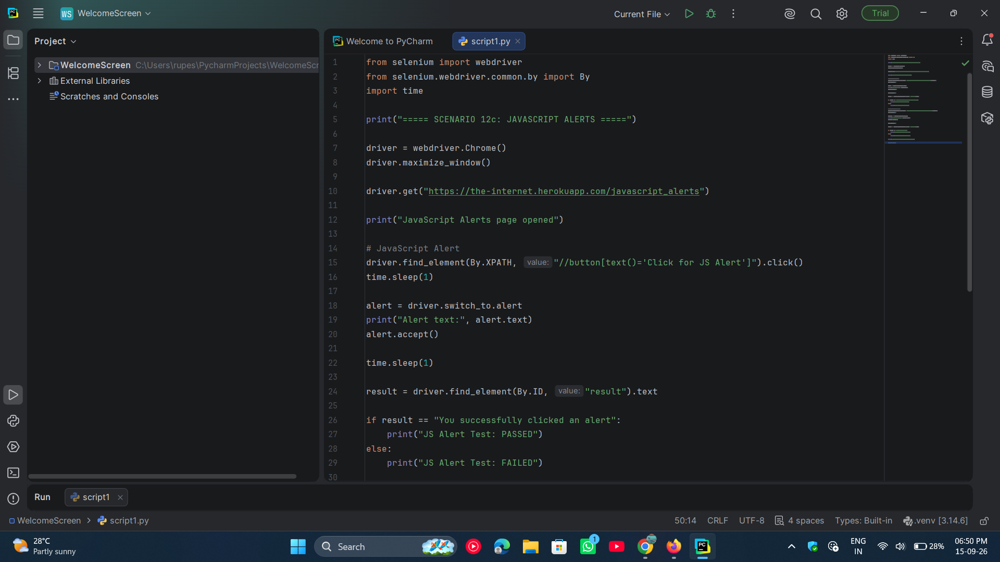 WS WelcomeScreen
Current File
Trial
Project
WelcomeScreen C:\Users\rupes\PycharmProjects\WelcomeScr
External Libraries
Scratches and Consoles
Welcome to PyCharm
script1.py
1 from selenium import webdriver
2 from selenium.webdriver.common.by import By
3 import time
4
5 print("===== SCENARIO 12c: JAVASCRIPT ALERTS =====")
6
7 driver = webdriver.Chrome()
8 driver.maximize_window()
9
10 driver.get("https://the-internet.herokuapp.com/javascript_alerts")
11
12 print("JavaScript Alerts page opened")
13
14 # JavaScript Alert
15 driver.find_element(By.XPATH, value: "//button[text()='Click for JS Alert']").click()
16 time.sleep(1)
17
18 alert = driver.switch_to.alert
19 print("Alert text:", alert.text)
20 alert.accept()
21
22 time.sleep(1)
23
24 result = driver.find_element(By.ID, value: "result").text
25
26 if result == "You successfully clicked an alert":
27 print("JS Alert Test: PASSED")
28 else:
29 print("JS Alert Test: FAILED")
30
Run
script1
WelcomeScreen > script1.py
50:14 CRLF UTF-8 4 spaces Types: Built-in .venv [3.14.6]
28°C
Partly sunny
Search
1
PC
ENG
IN
28%
06:50 PM
15-09-26